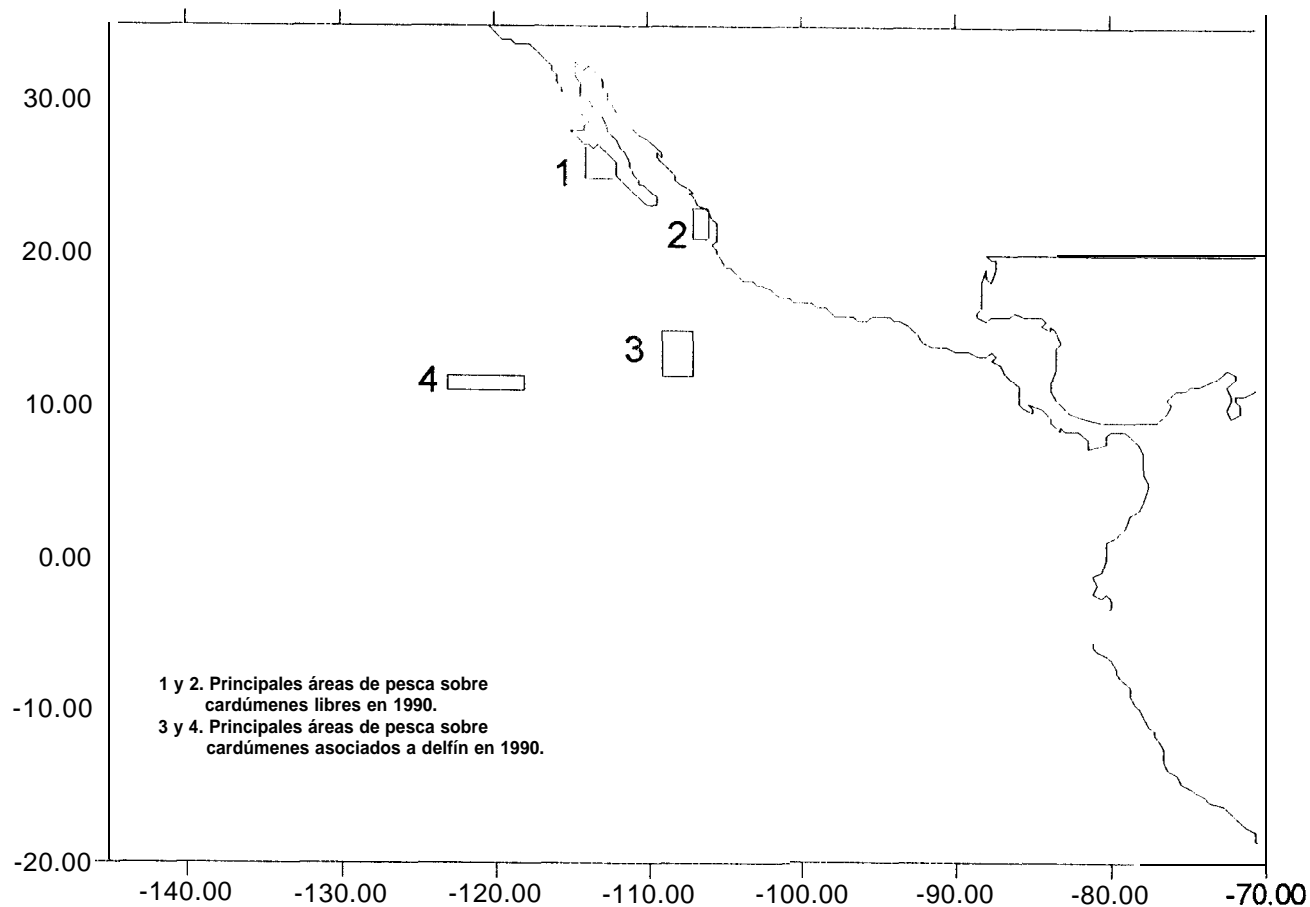 30.00
1
2
20.00
3
4
10.00
0.00
1 y 2. Principales áreas de pesca sobre
cardúmenes libres en 1990.
3 y 4. Principales áreas de pesca sobre
cardúmenes asociados a delfín en 1990.
-10.00
-20.00
-140.00 -130.00 -120.00 -110.00 -100.00 -90.00 -80.00 -70.00